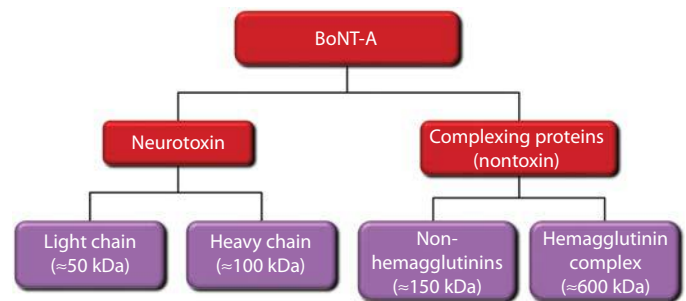 BoNT-A
Neurotoxin
Complexing proteins
(nontoxin)
Light chain
(≈50 kDa)
Heavy chain
(≈100 kDa)
Non-
hemagglutinins
(≈150 kDa)
Hemagglutinin
complex
(≈600 kDa)